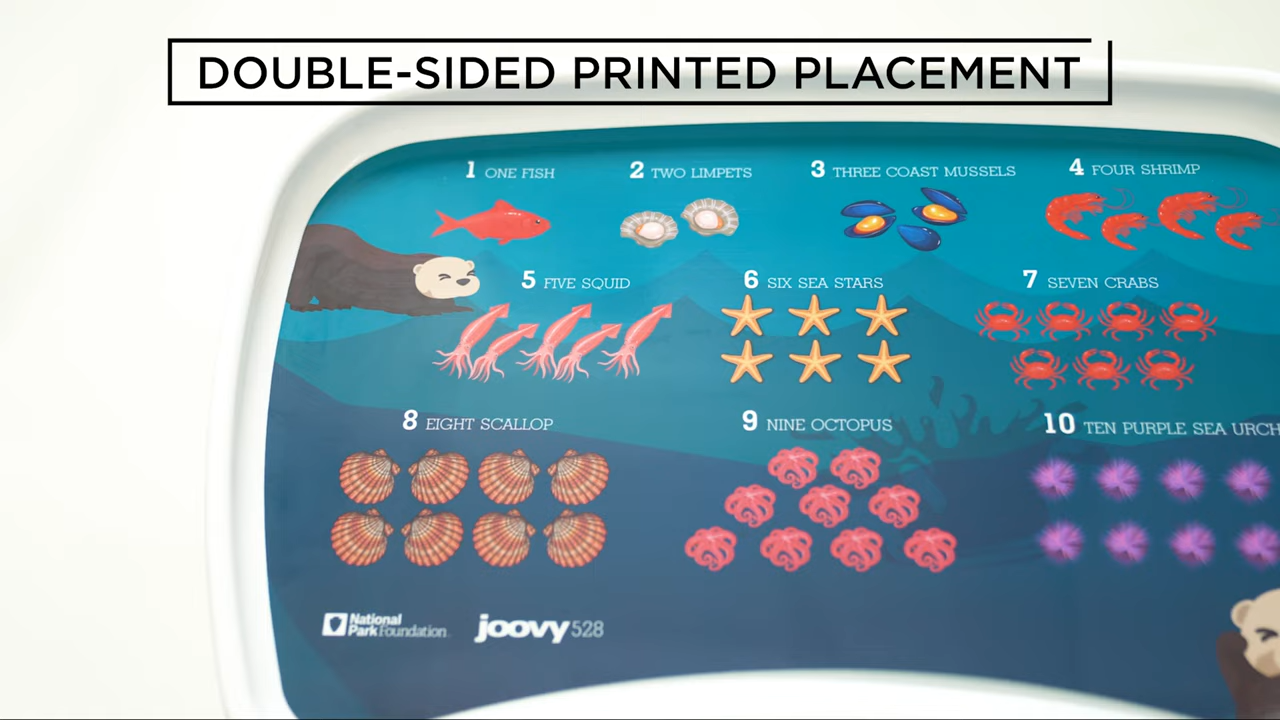 DOUBLE-SIDED PRINTED PLACEMENT
1 ONE FISH
2 TWO LIMPETS
3 THREE COAST MUSSELS
4 FOUR SHRIMP
5 FIVE SQUID
6 SIX SEA STARS
7 SEVEN CRABS
8 EIGHT SCALLOP
9 NINE OCTOPUS
10 TEN PURPLE SEA URCH
National
Park Foundation
joovy 528